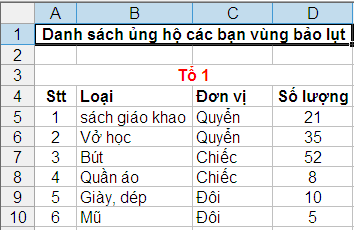 A B C D
1 Danh sách ủng hộ các bạn vùng bảo lụt
2
3 Tổ 1
4 Stt Loại Đơn vị Số lượng
5 1 sách giáo khao Quyển 21
6 2 Vở học Quyển 35
7 3 Bút Chiếc 52
8 4 Quần áo Chiếc 8
9 5 Giày, dép Đôi 10
10 6 Mũ Đôi 5